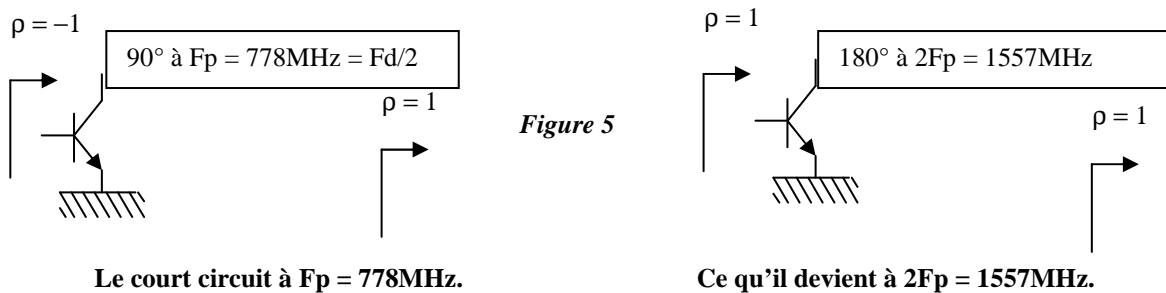 ρ = −1
90° à Fp = 778MHz = Fd/2
ρ = 1
Figure 5
ρ = 1
180° à 2Fp = 1557MHz
ρ = 1
Le court circuit à Fp = 778MHz.
Ce qu’il devient à 2Fp = 1557MHz.